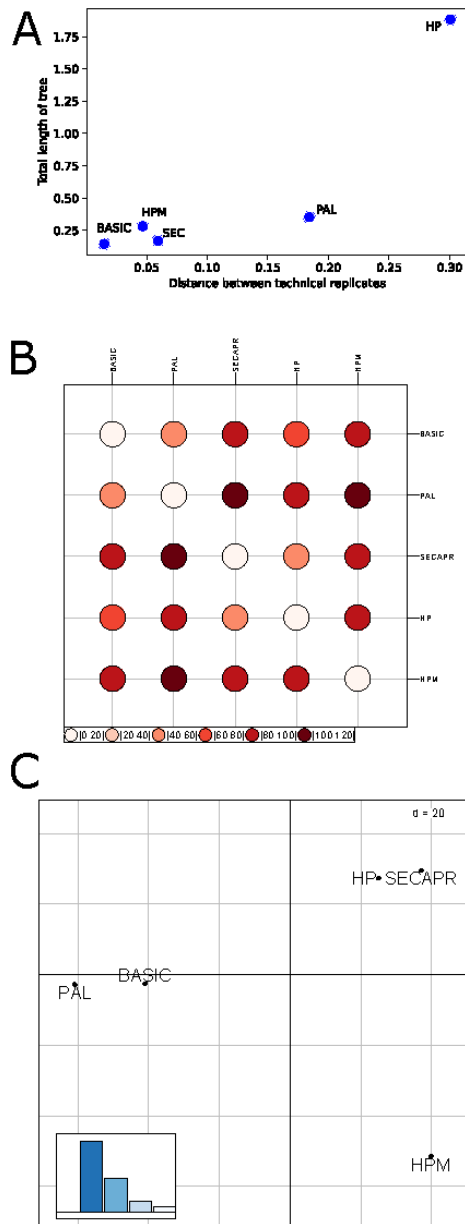 A
HP
HPM
BASIC
SEC
PAL
Total length of tree
1.75
1.50
1.25
1.00
0.75
0.50
0.25
0.05
0.10
0.15
0.20
0.25
0.30
Distance between technical replicates
B
BASIC
PAL
SECAPR
HP
HPM
BASIC
PAL
SECAPR
HP
HPM
]0 20] ]20 40] ]40 60] ]60 80] ]80 100] ]100 120]
C
d = 20
HP SECAPR
BASIC
PAL
HPM